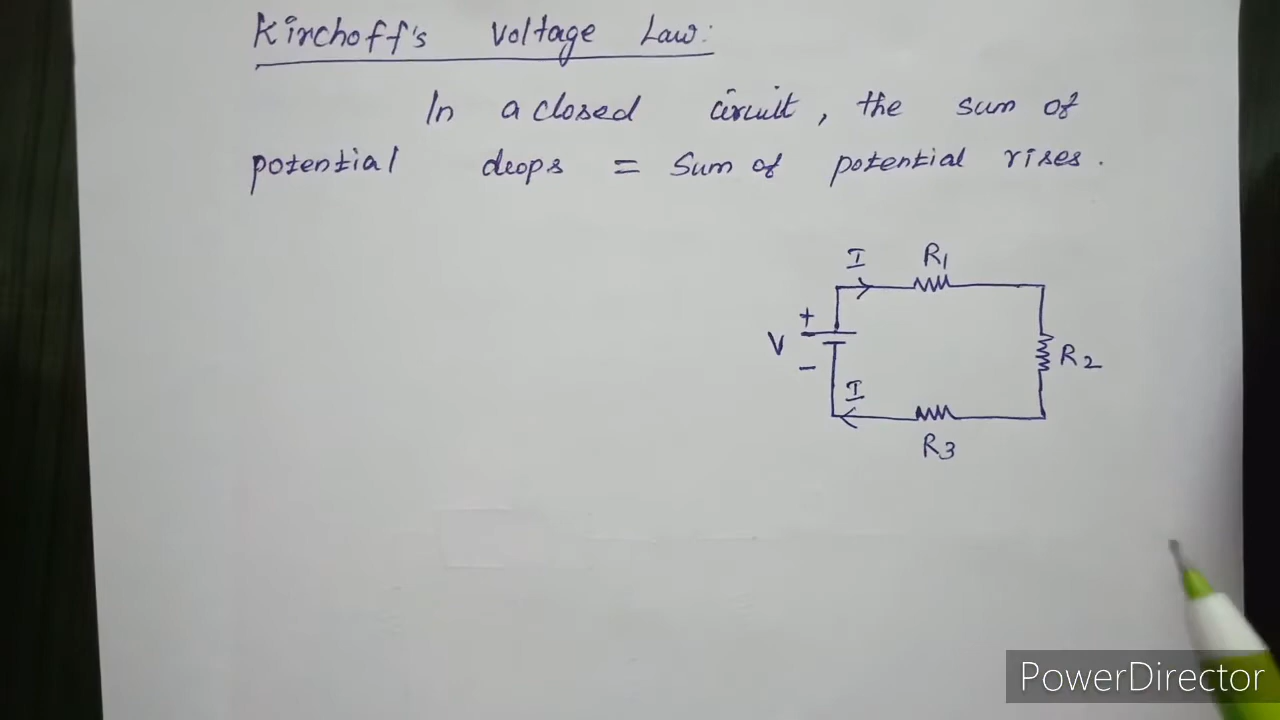 Kirchoff's Voltage Law:
In a closed circuit, the sum of
potential drops = Sum of potential rises.
I R1
+
V
-
R2
I
R3
PowerDirector